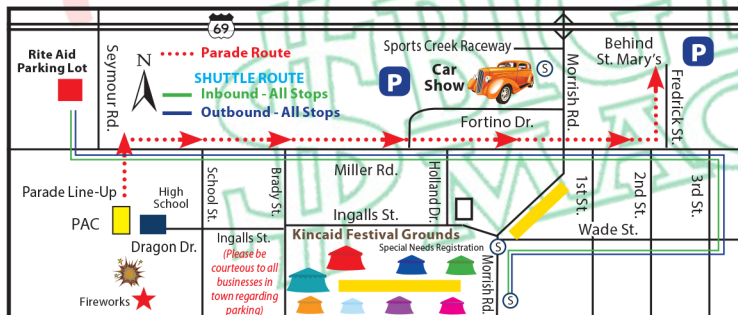 69
Rite Aid
Parking Lot
Seymour Rd.
N
Parade Route
SHUTTLE ROUTE
Inbound - All Stops
Outbound - All Stops
Sports Creek Raceway
P
Car
Show
S
Morrish Rd.
Behind
St. Mary's
P
Fredrick St.
Fortino Dr.
Parade Line-Up
PAC
High
School
Dragon Dr.
Fireworks
School St.
Brady St.
Miller Rd.
Holland Dr.
Ingalls St.
1st St.
2nd St.
3rd St.
Wade St.
Ingalls St.
(Please be
courteous to all
businesses in
town regarding
parking)
Kincaid Festival Grounds
Special Needs Registration
S
Morrish Rd.
S